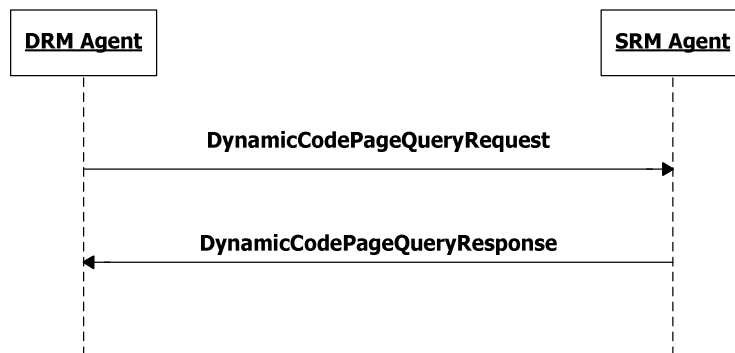 DRM Agent
SRM Agent
DynamicCodePageQueryRequest
DynamicCodePageQueryResponse